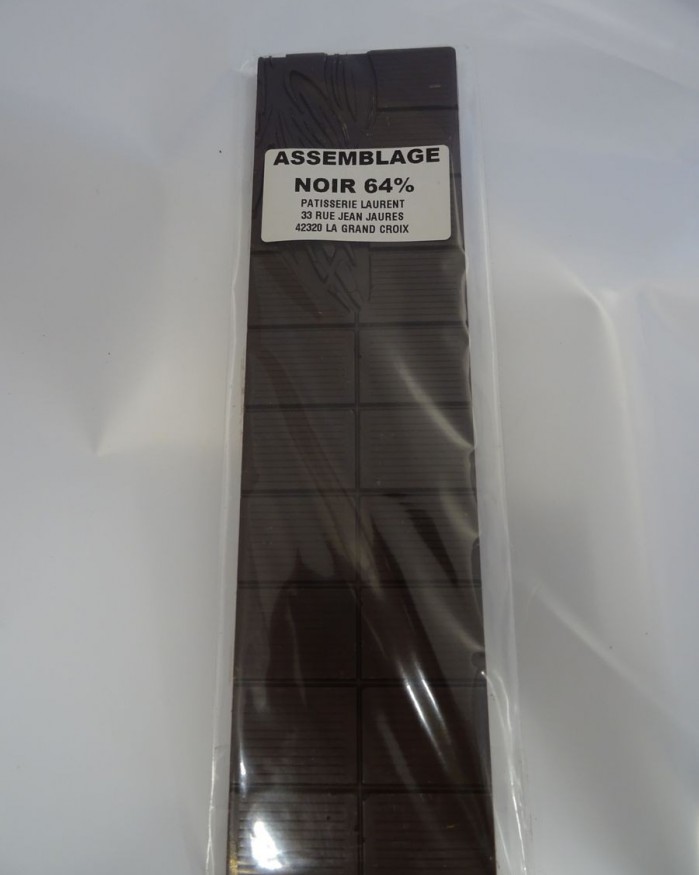 ASSEMBLAGE
NOIR 64%
PATISSERIE LAURENT
33 RUE JEAN JAURES
42320 LA GRAND CROIX